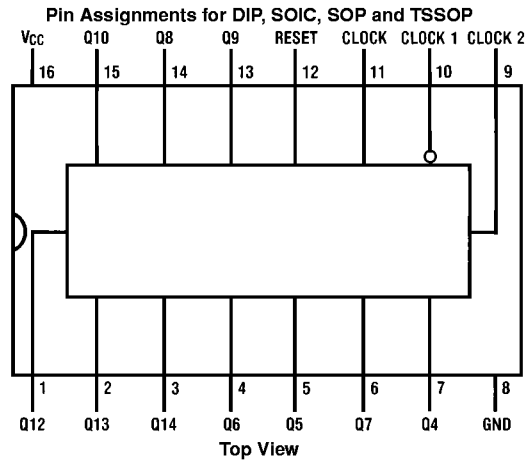 Pin Assignments for DIP, SOIC, SOP and TSSOP
VCC Q10 Q8 Q9 RESET CLOCK CLOCK 1 CLOCK 2
16 15 14 13 12 11 10 9
1 2 3 4 5 6 7 8
Q12 Q13 Q14 Q6 Q5 Q7 Q4 GND
Top View